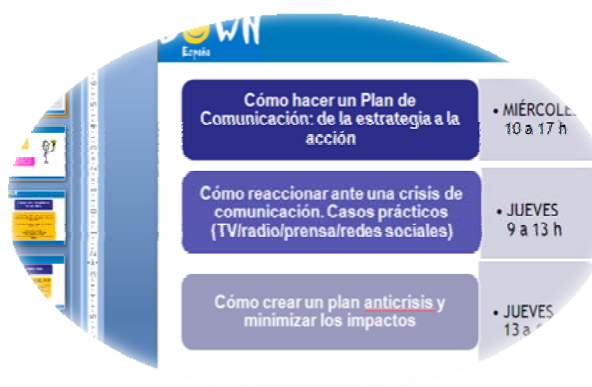 OWN
España
Cómo hacer un Plan de
Comunicación: de la estrategia a la
acción
• MIÉRCOLE
10 a 17 h
Cómo reaccionar ante una crisis de
comunicación. Casos prácticos
(TV/radio/prensa/redes sociales)
• JUEVES
9 a 13 h
Cómo crear un plan anticrisis y
minimizar los impactos
• JUEVES
13 a